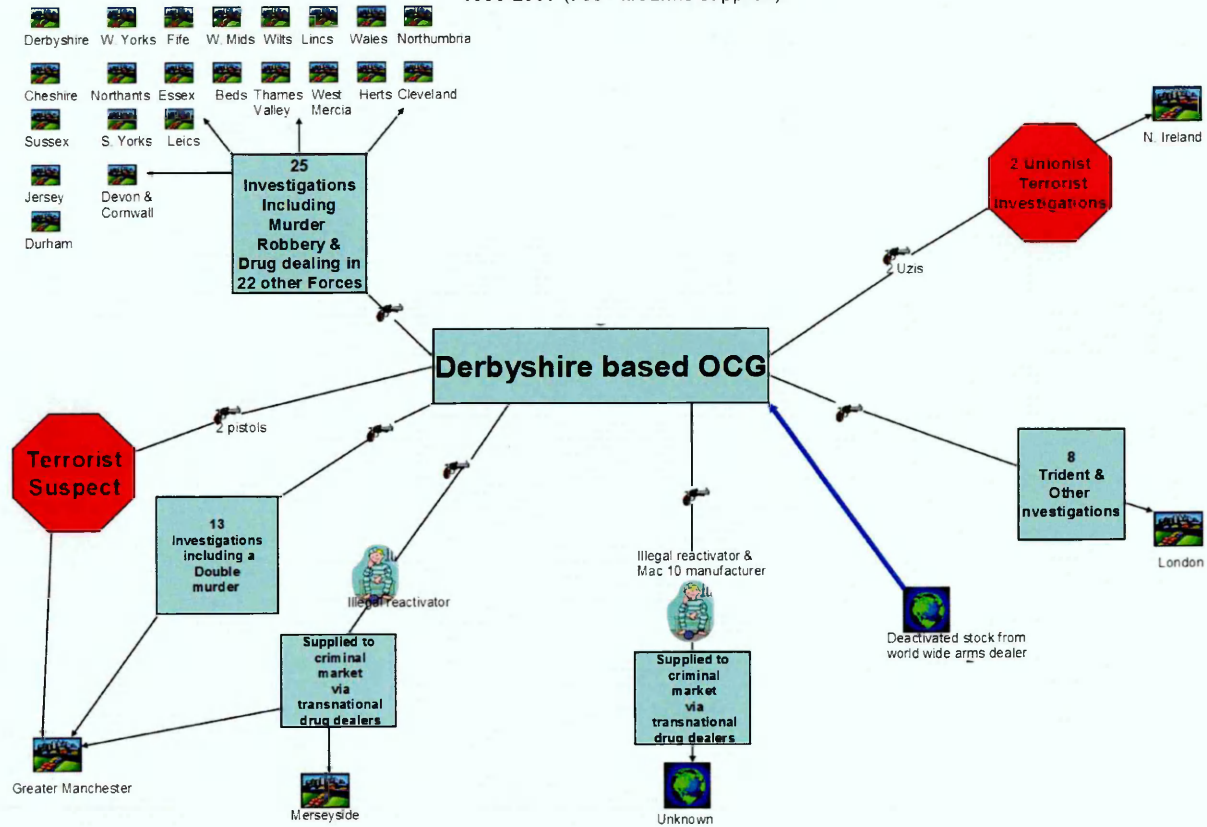 Derbyshire W. Yorks Fife W. Mids Wilts Lincs Wales Northumbria
Cheshire Northants Essex Beds Thames Valley West Mercia Herts Cleveland
Sussex S. Yorks Leics
Jersey Devon & Cornwall
Durham
25
Investigations
Including
Murder
Robbery &
Drug dealing in
22 other Forces
N. Ireland
2 Unionist
Terrorist
Investigations
2 Uzis
Derbyshire based OCG
2 pistols
Terrorist
Suspect
8
Trident &
Other
nvestigations
London
13
Investigations
including a
Double
murder
Illegal reactivator
Illegal reactivator &
Mac 10 manufacturer
Deactivated stock from
world wide arms dealer
Supplied to
criminal
market
via
transnational
drug dealers
Supplied to
criminal
market
via
transnational
drug dealers
Greater Manchester
Merseyside
Unknown